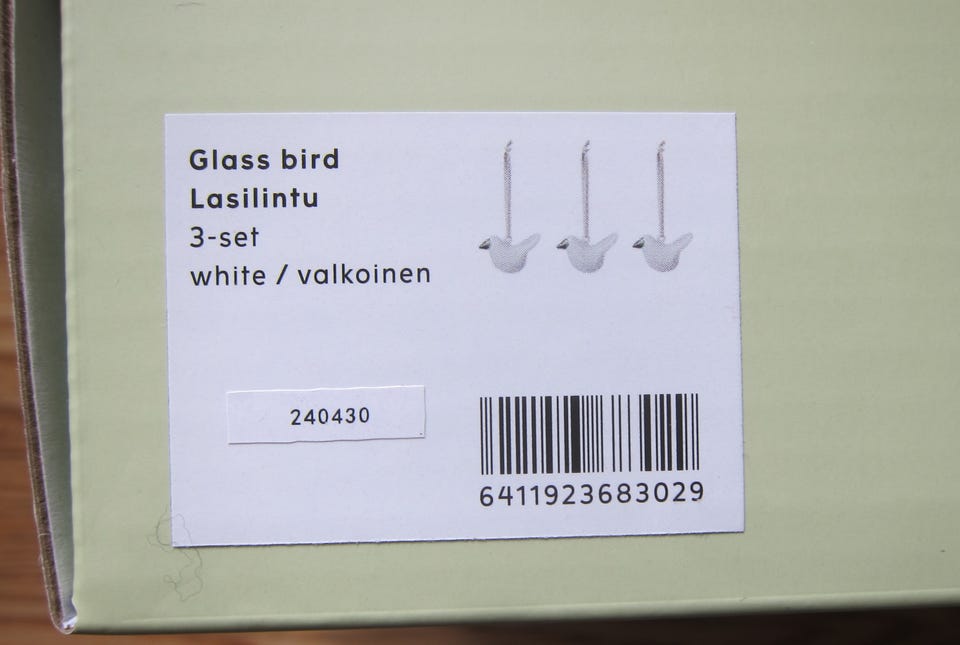 Glass bird
Lasilintu
3-set
white / valkoinen
240430
6411923683029